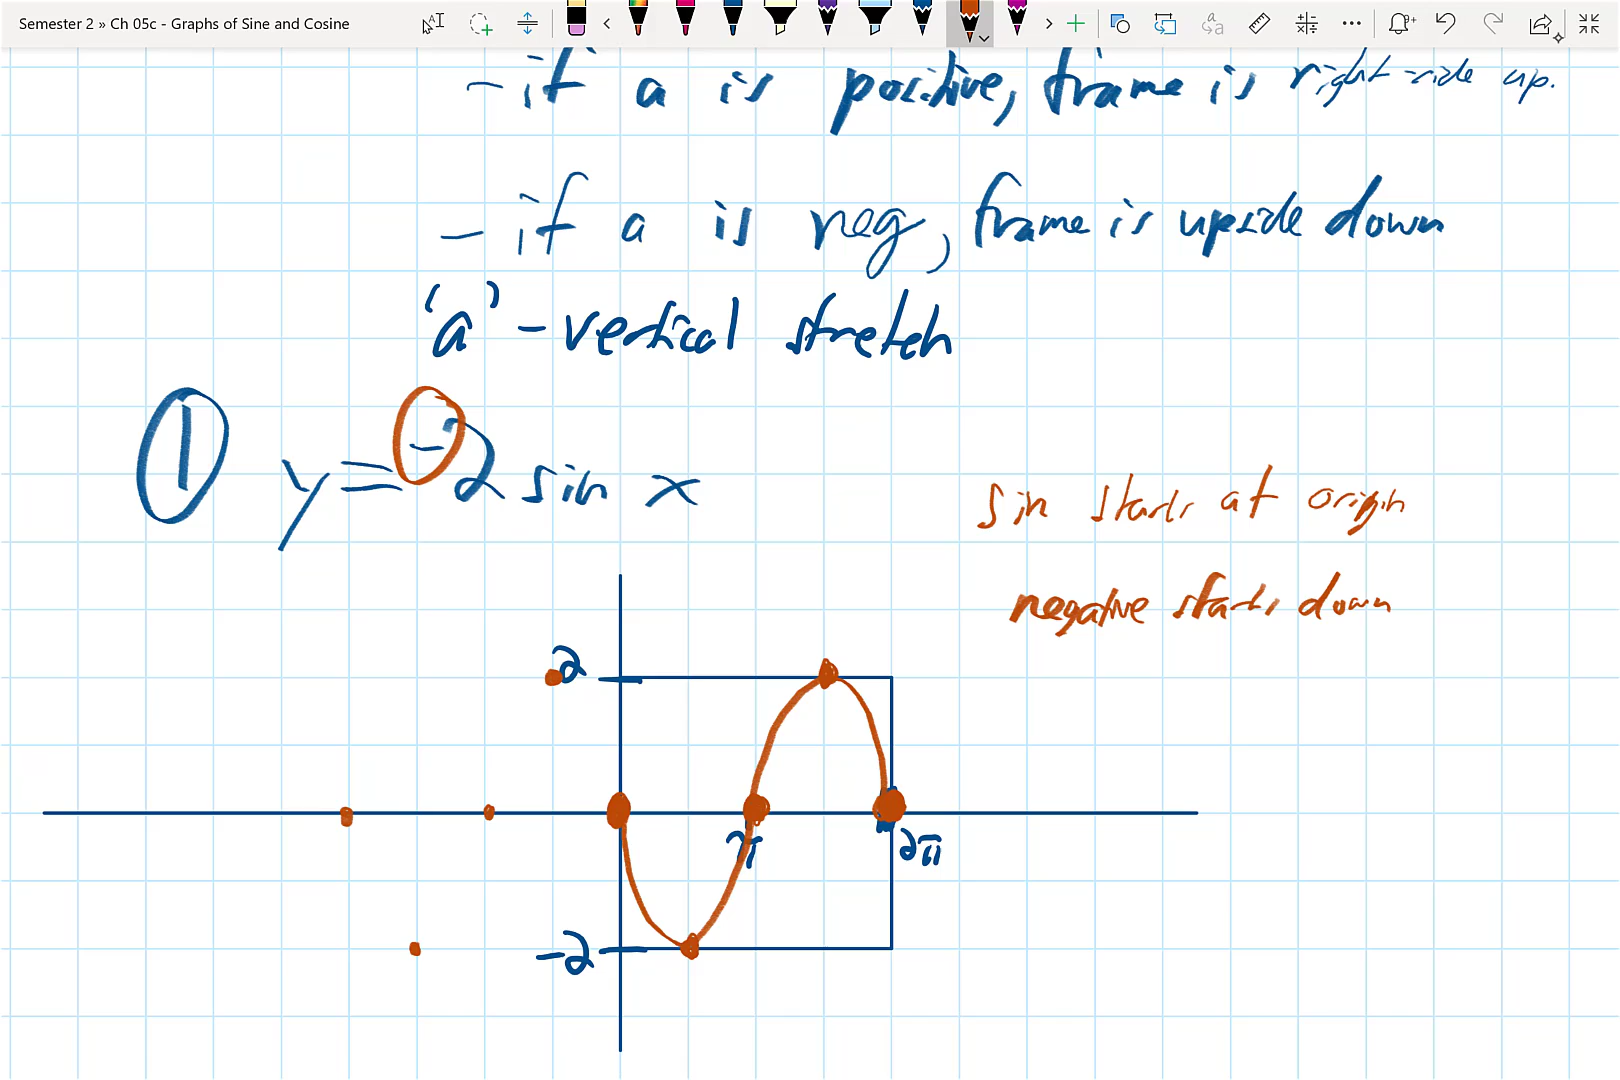 Semester 2 » Ch 05c - Graphs of Sine and Cosine
- if a is positive, frame is right-side up.
- if a is neg, frame is upside down
'a' - vertical stretch
① y = -2 sin x
sin starts at origin
negative starts down
2
π
2π
-2